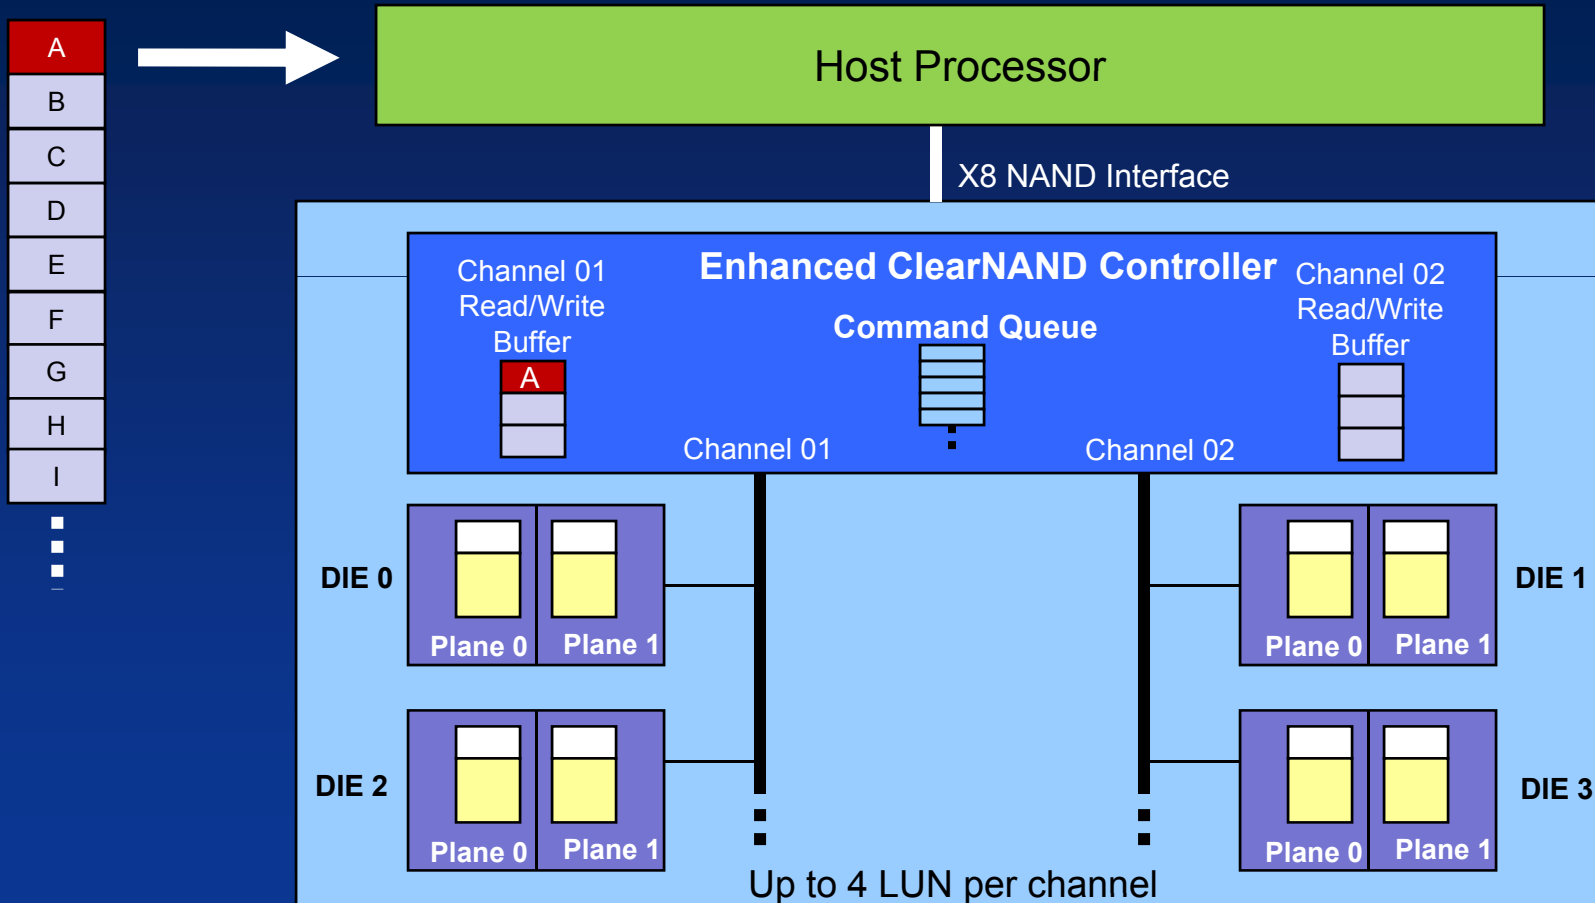 A
B
C
D
E
F
G
H
I
Host Processor
X8 NAND Interface
Enhanced ClearNAND Controller
Channel 01
Read/Write
Buffer
A
Command Queue
Channel 02
Read/Write
Buffer
Channel 01
Channel 02
DIE 0
Plane 0
Plane 1
DIE 1
Plane 0
Plane 1
DIE 2
Plane 0
Plane 1
DIE 3
Plane 0
Plane 1
Up to 4 LUN per channel